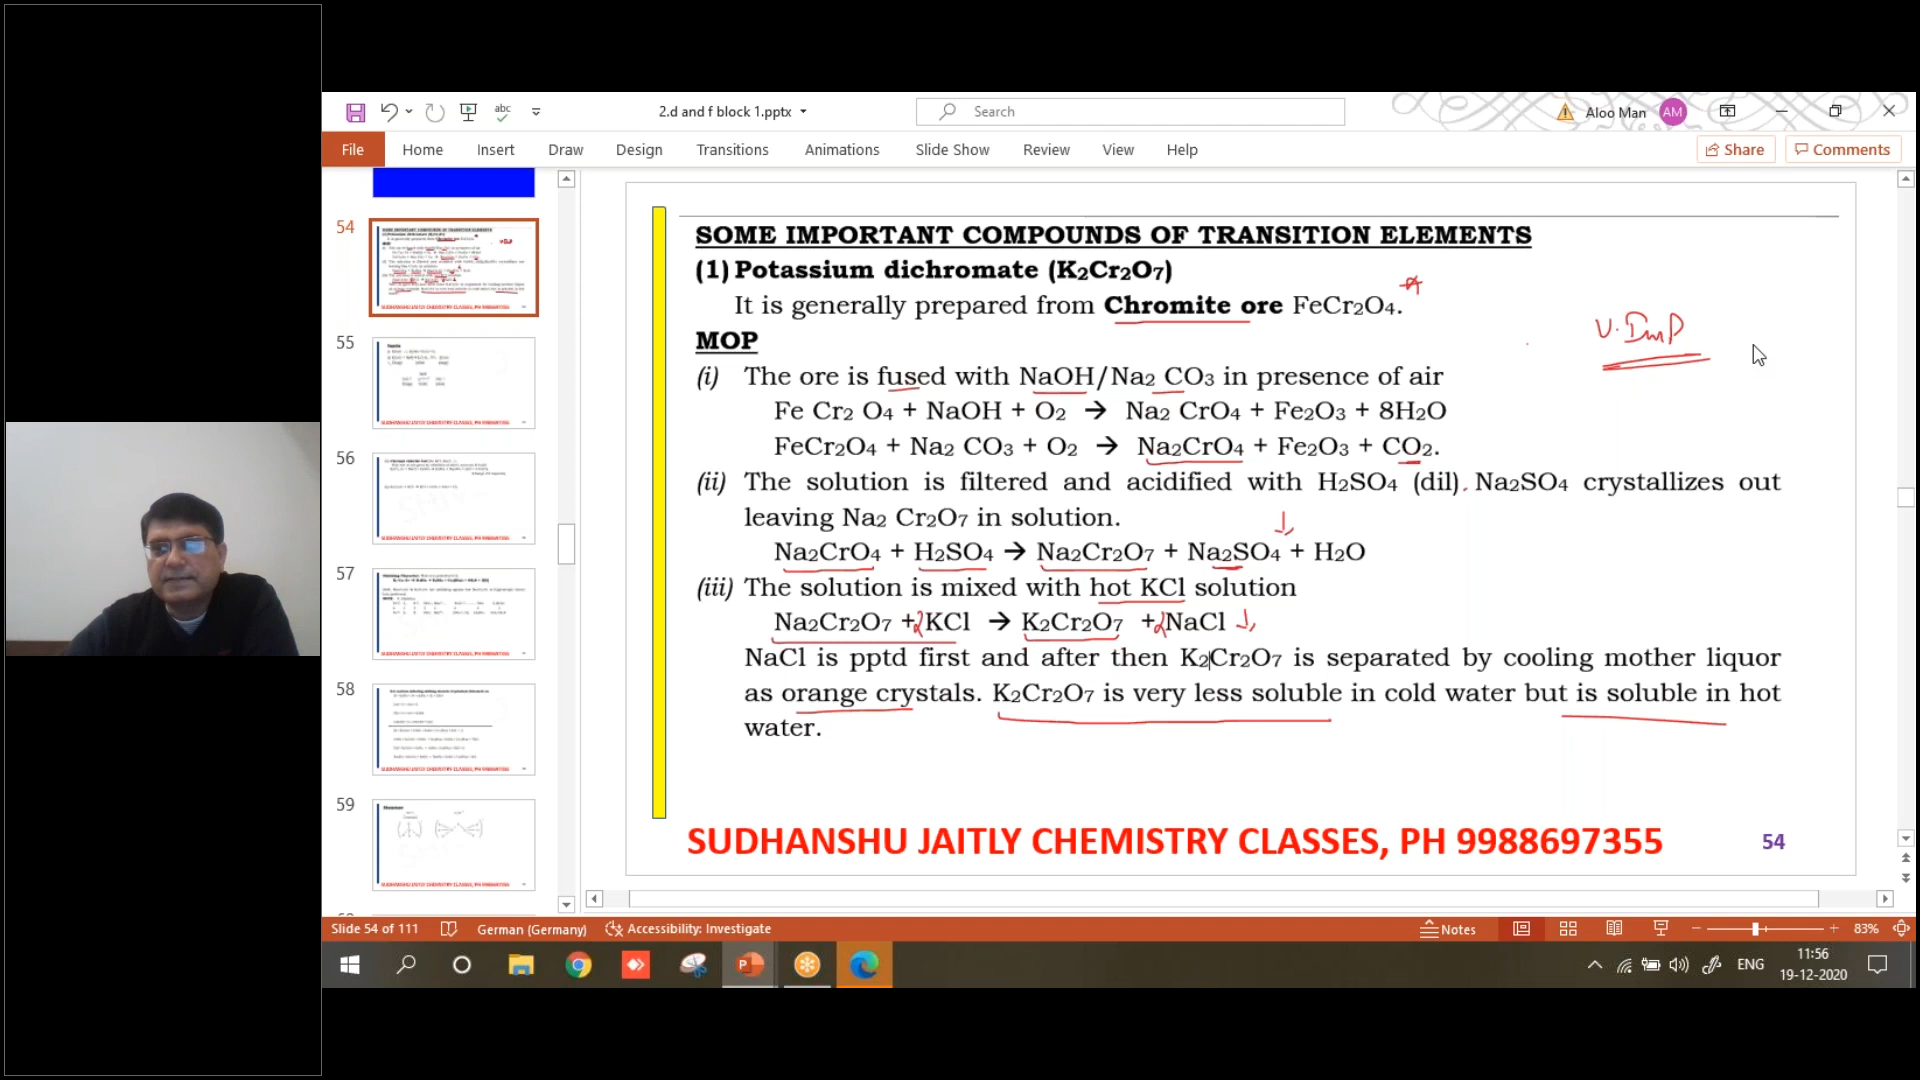 2.d and f block 1.pptx
Search
Aloo Man AM
File Home Insert Draw Design Transitions Animations Slide Show Review View Help Share Comments
54
55
56
57
58
59
SOME IMPORTANT COMPOUNDS OF TRANSITION ELEMENTS
(1) Potassium dichromate (K₂Cr₂O₇)
It is generally prepared from Chromite ore FeCr₂O₄.
V. Imp
MOP
(i) The ore is fused with NaOH/Na₂ CO₃ in presence of air
Fe Cr₂ O₄ + NaOH + O₂ → Na₂ CrO₄ + Fe₂O₃ + 8H₂O
FeCr₂O₄ + Na₂ CO₃ + O₂ → Na₂CrO₄ + Fe₂O₃ + CO₂.
(ii) The solution is filtered and acidified with H₂SO₄ (dil). Na₂SO₄ crystallizes out
leaving Na₂ Cr₂O₇ in solution.
Na₂CrO₄ + H₂SO₄ → Na₂Cr₂O₇ + Na₂SO₄ ↓ + H₂O
(iii) The solution is mixed with hot KCl solution
Na₂Cr₂O₇ + 2KCl → K₂Cr₂O₇ + 2NaCl ↓
NaCl is pptd first and after then K₂Cr₂O₇ is separated by cooling mother liquor
as orange crystals. K₂Cr₂O₇ is very less soluble in cold water but is soluble in hot
water.
SUDHANSHU JAITLY CHEMISTRY CLASSES, PH 9988697355 54
Slide 54 of 111 German (Germany) Accessibility: Investigate Notes 83%
ENG 11:56
19-12-2020